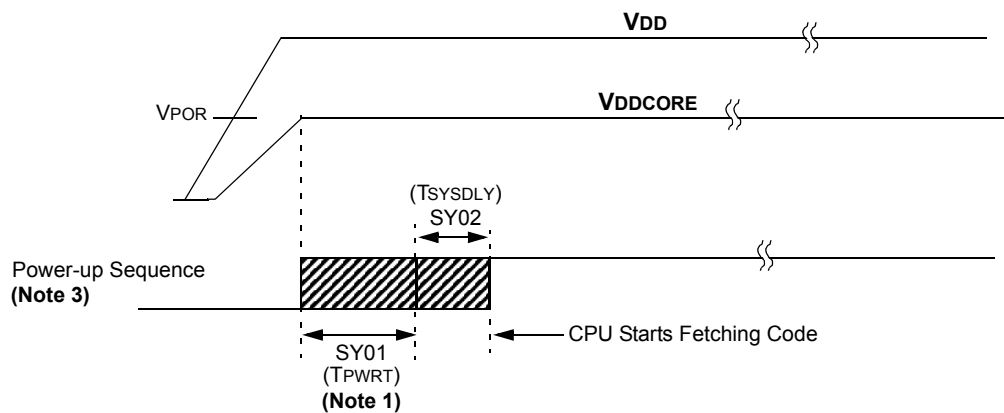 VDD
VPOR
VDDCORE
(TSYSDLY)
SY02
Power-up Sequence
(Note 3)
CPU Starts Fetching Code
SY01
(TPWRT)
(Note 1)